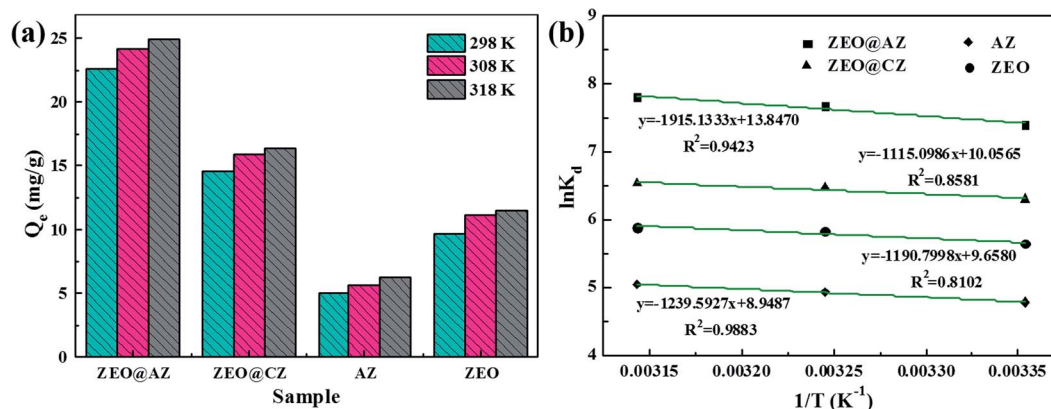 (a)
25
20
15
10
5
0
Qe (mg/g)
298 K
308 K
318 K
ZEO@AZ
ZEO@CZ
AZ
ZEO
Sample
(b)
9
8
7
6
5
4
lnKd
ZEO@AZ
AZ
ZEO@CZ
ZEO
y=-1915.1333x+13.8470
R2=0.9423
y=-1115.0986x+10.0565
R2=0.8581
y=-1190.7998x+9.6580
R2=0.8102
y=-1239.5927x+8.9487
R2=0.9883
0.00315 0.00320 0.00325 0.00330 0.00335
1/T (K-1)